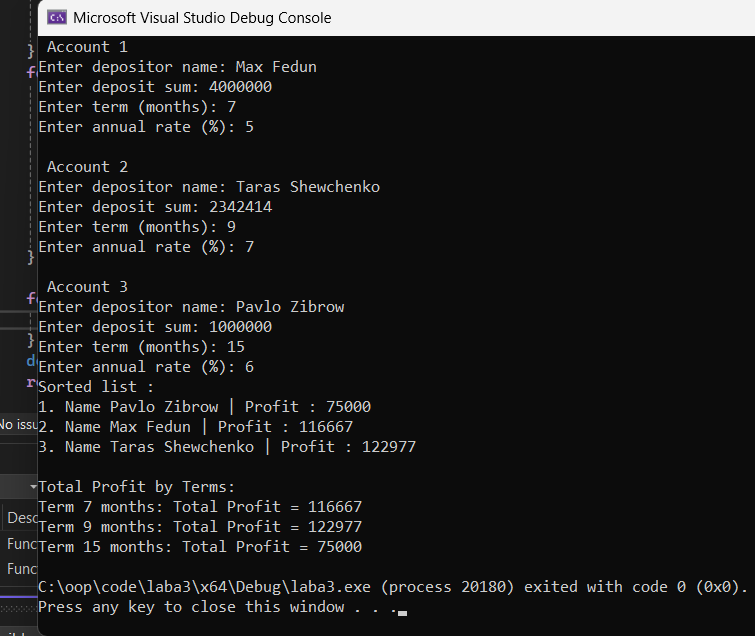 Microsoft Visual Studio Debug Console
Account 1
Enter depositor name: Max Fedun
Enter deposit sum: 4000000
Enter term (months): 7
Enter annual rate (%): 5
Account 2
Enter depositor name: Taras Shewchenko
Enter deposit sum: 2342414
Enter term (months): 9
Enter annual rate (%): 7
Account 3
Enter depositor name: Pavlo Zibrow
Enter deposit sum: 1000000
Enter term (months): 15
Enter annual rate (%): 6
Sorted list :
1. Name Pavlo Zibrow | Profit : 75000
2. Name Max Fedun | Profit : 116667
3. Name Taras Shewchenko | Profit : 122977
Total Profit by Terms:
Term 7 months: Total Profit = 116667
Term 9 months: Total Profit = 122977
Term 15 months: Total Profit = 75000
C:\oop\code\laba3\x64\Debug\laba3.exe (process 20180) exited with code 0 (0x0).
Press any key to close this window . . .